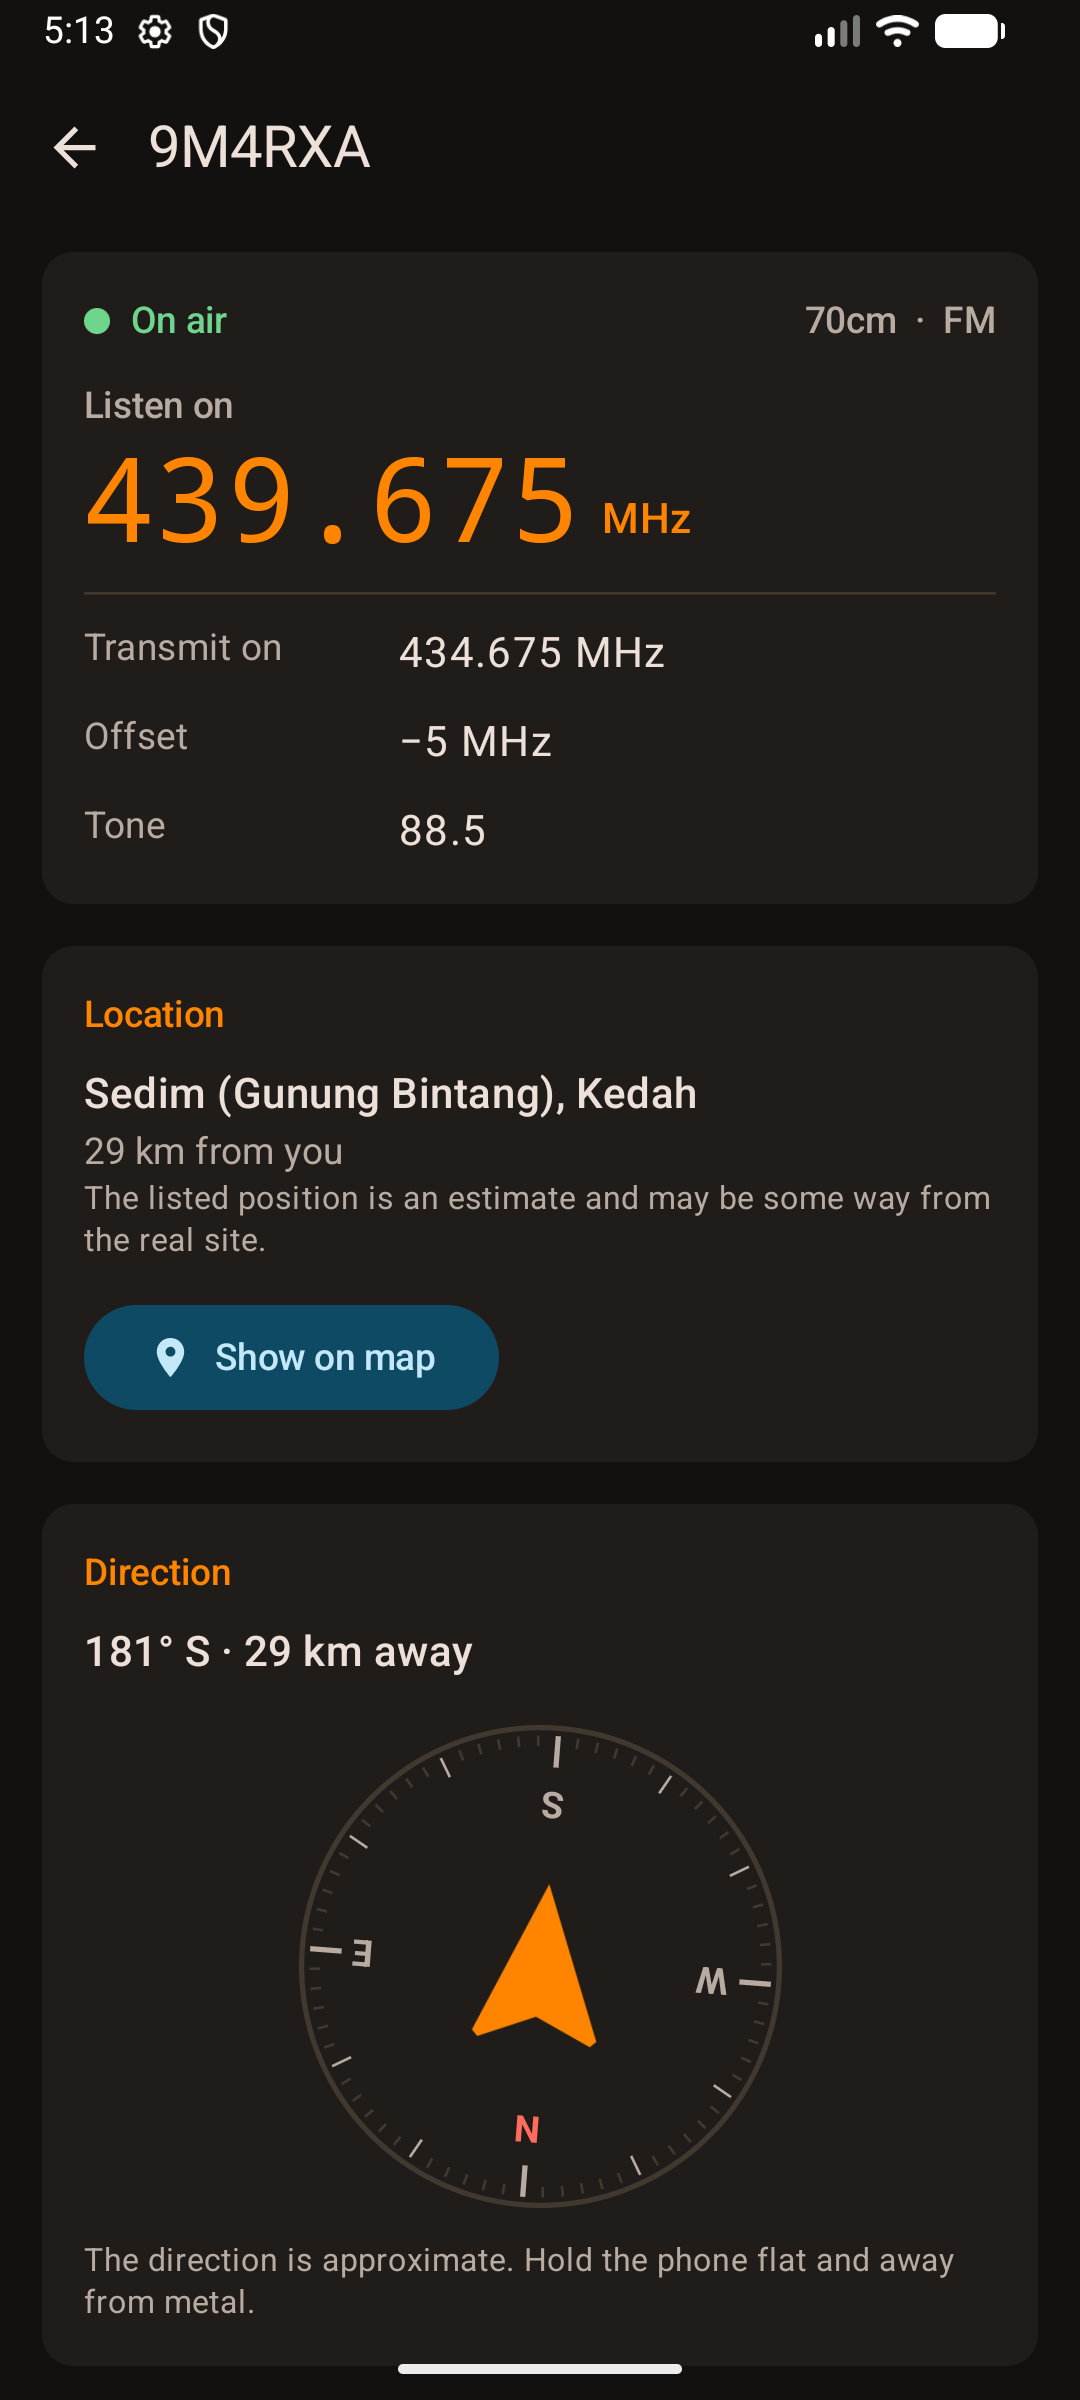 5:13
9M4RXA
On air
70cm · FM
Listen on
439.675 MHz
Transmit on
434.675 MHz
Offset
−5 MHz
Tone
88.5
Location
Sedim (Gunung Bintang), Kedah
29 km from you
The listed position is an estimate and may be some way from
the real site.
Show on map
Direction
181° S · 29 km away
S
E
W
N
The direction is approximate. Hold the phone flat and away
from metal.